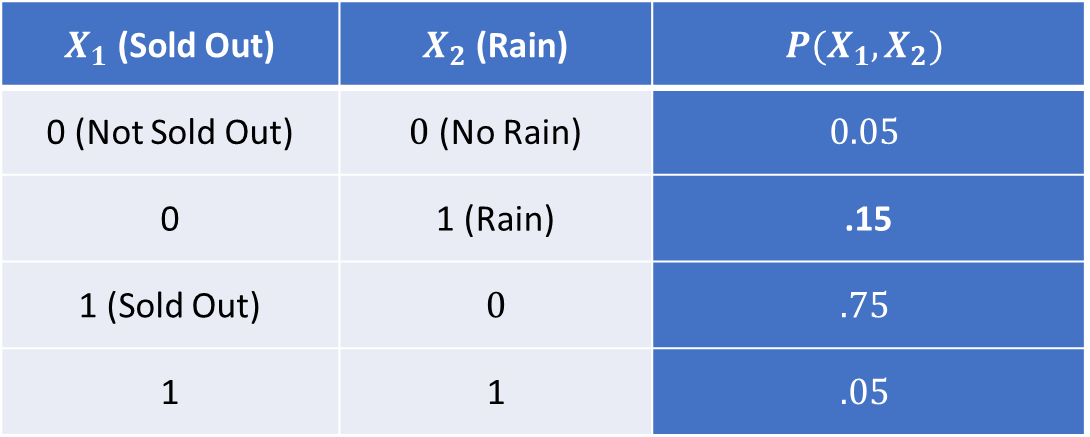 X₁ (Sold Out) X₂ (Rain) P(X₁, X₂)
0 (Not Sold Out) 0 (No Rain) 0.05
0 1 (Rain) .15
1 (Sold Out) 0 .75
1 1 .05